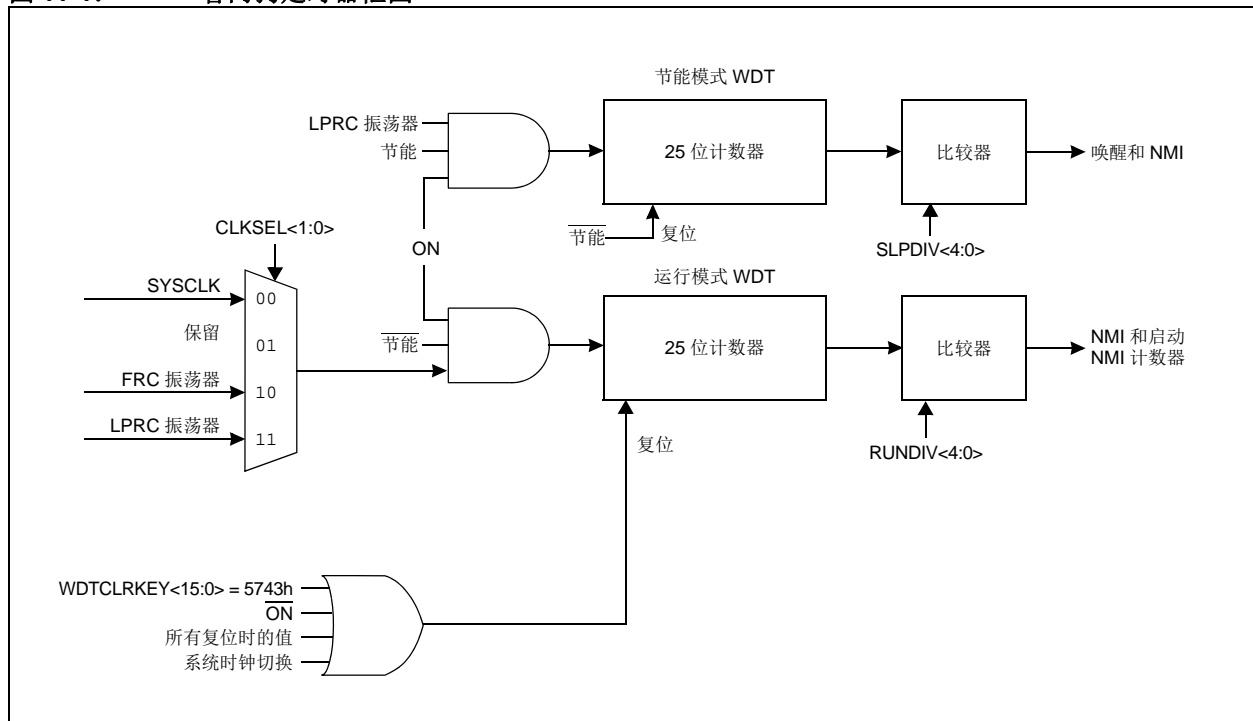 节能模式 WDT
LPRC 振荡器
节能
25 位计数器
比较器
唤醒和 NMI
CLKSEL<1:0>
ON
节能
复位
SLPDIV<4:0>
运行模式 WDT
SYSCLK
00
保留
01
节能
25 位计数器
比较器
NMI 和启动
NMI 计数器
FRC 振荡器
10
LPRC 振荡器
11
复位
RUNDIV<4:0>
WDTCLRKEY<15:0> = 5743h
ON
所有复位时的值
系统时钟切换